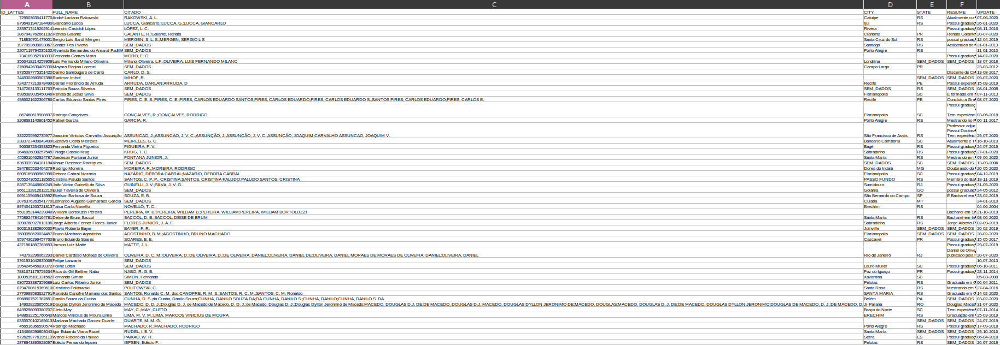 A B C D E F
ID_LATTES FULL_NAME CITADO CITY STATE RESUME UPDATE
729503635411770 André Luciano Rakowski RAKOWSKI, A. L. Catuípe RS Atualmente cur 07-06-2020
8796491947184490 Giancarlo Lucca LUCCA, Giancarlo.;LUCCA, G.;LUCCA, GIANCARLO Ijuí RS Possui graduaç 26-01-2020
2339717419262914 Leandro Castoldi López LÓPEZ, L. C. Rivera Possui graduaç 08-11-2016
3867942762661182 Renata Galante GALANTE, R.;Galante, Renata Cianorte PR Renata Galante 20-07-2020
718830701479001 Sergio Luis Sardi Mergen MERGEN, S. L. S.;MERGEN, SERGIO L S Santa Cruz do Sul RS possui graduaç 12-04-2019
1977093609893067 Sander Pes Pivetta SEM_DADOS Santiago RS Acadêmico do 21-01-2013
2207119794535102 Alvaristo Bernardes do Amaral Padilh SEM_DADOS Porto Alegre RS 11-01-2010
734189352918833 Fernando Gomes Moro MORO, F. G. Possui graduaç 14-07-2020
3566418214259909 Luis Fernando Milano Oliveira Milano-Oliveira, L.F.;OLIVEIRA, LUIS FERNANDO MILANO Londrina SEM_DADOS SEM_DADOS 18-07-2018
2760542630405330 Mayara Regina Lorenzi SEM_DADOS Campo Largo PR 23-03-2012
9735097775351420 Danilo Sambugaro de Carlo CARLO, D. S. Discente de Ci 13-08-2017
7445302660507386 Rudimar Imhof IMHOF, R. SEM_DADOS SEM_DADOS 09-07-2020
7243777210978499 Darlan Florêncio de Arruda ARRUDA, DARLAN;ARRUDA, D Recife PE Possui experiê 15-08-2019
7147263133111763 Patrícia Souza Silveira SEM_DADOS SEM_DADOS RS SEM_DADOS 08-01-2008
6985089035450046 Renata de Jesus Silva SEM_DADOS Florianópolis SC É formada em 07-11-2013
4986021622366786 Carlos Eduardo Santos Pires PIRES, C. E. S.;PIRES, C. E.;PIRES, CARLOS EDUARDO SANTOS;PIRES, CARLOS EDUARDO;PIRES, CARLOS EDUARDO S.;SANTOS PIRES, CARLOS EDUARDO;PIRES, CARLOS E. Recife PE Concluiu a Gra 08-07-2020
Possui graduaç
867460619908697 Rodrigo Gonçalves GONÇALVES, R.;GONÇALVES, RODRIGO Florianópolis SC Tem experiênc 03-06-2018
3208691140801452 Rafael Garcia GARCIA, R. Porto Alegre RS Mestrando no P 06-11-2017
Professor adjur
Possui Doutora
3322255992735977 Joaquim Vinicius Carvalho Assunção ASSUNCAO, J.;ASSUNCAO, J. V. C.;ASSUNÇÃO, J.;ASSUNÇÃO, J. V. C.;ASSUNÇÃO, JOAQUIM;CARVALHO ASSUNCAO, JOAQUIM V. São Francisco de Assis RS Tem experiênc 29-07-2020
2383727409843499 Gustavo Costa Meireles MEIRELES, G. C. Baneário Camboriú SC Atualmente é T 16-10-2019
966387234393823 Fernanda Vieira Figueira FIGUEIRA, F. V. Bagé RS Possui graduaç 24-07-2019
3646026898257545 Thiago Cassio Krug KRUG, T. C. Sobradinho RS Possui graduaç 27-01-2020
4559510462924787 Joedeson Fontana Junior FONTANA JUNIOR, J. Santa Maria RS Mestrando em 09-06-2020
6363039364181184 Khaue Rezende Rodrigues SEM_DADOS SEM_DADOS SC SEM_DADOS 13-09-2006
5847865533404279 Rodrigo Moreira MOREIRA, R.;MOREIRA, RODRIGO Dores do Indaiá MG Doutorando do 20-05-2020
6905169880963398 Débora Cabral Nazário NAZÁRIO, DÉBORA CABRAL;NAZARIO, DEBORA CABRAL Florianópolis SC Possui graduaç 04-12-2019
6055243052118565 Cristina Paludo Santos SANTOS, C. P.;P., CRISTINA;SANTOS, CRISTINA PALUDO;PALUDO SANTOS, CRISTINA PASSO FUNDO RS Membro do Ba 18-11-2019
8287139445606249 João Victor Guinelli da Silva GUINELLI, J. V.;SILVA, J. V. G. Sumidouro RJ Possui graduaç 31-05-2020
9661132812612210 Euler Taveira de Oliveira SEM_DADOS Goiânia GO possui graduaç 24-05-2012
6691159669413992 Elielson Barbosa de Souza SOUZA, E. B. São Bernardo do Campo SP É Bacharel em 23-02-2019
2076376263541770 Leonardo Augusto Guimarães Garcia SEM_DADOS Cuiabá MT 24-01-2010
8974041265721813 Taisa Carla Novello NOVELLO, T. C. Erechim RS 04-06-2004
5581053144239848 William Bortoluzzi Pereira PEREIRA, W. B.;PEREIRA, WILLIAM B.;PEREIRA, WILLIAM;PEREIRA, WILLIAM BORTOLUZZI Bacharel em Si 21-10-2019
7758924784164781 Deise de Brum Saccol SACCOL, D. B.;SACCOL, DEISE DE BRUM Santa Maria RS Bacharel em In 08-06-2020
3898760927613186 Jorge Alberto Fenner Flores Junior FLORES JUNIOR, J. A. F. Sobradinho RS Jorge Alberto F 02-09-2019
9603191382860030 Flavio Roberto Bayer BAYER, F. R. Joinville SEM_DADOS SEM_DADOS 20-02-2019
3580058620034457 Bruno Machado Agostinho AGOSTINHO, B. M.;AGOSTINHO, BRUNO MACHADO Florianopolis SEM_DADOS SEM_DADOS 28-02-2020
9597436299457760 Bruno Eduardo Soares SOARES, B. E. Cascavel PR Possui graduaç 15-05-2017
4371561887763653 Jacson Luiz Matte MATTE, J. L. Possui graduaç 29-07-2019
Daniel de Olive
743793296062293 Daniel Cardoso Moraes de Oliveira OLIVEIRA, D. C. M.;OLIVEIRA, D.;DE OLIVEIRA, D.;DE OLIVEIRA, DANIEL;OLIVEIRA, DANIEL DE;OLIVEIRA, DANIEL MORAES DE;MORAES DE OLIVEIRA, DANIEL;OLIVEIRA, DANIEL Rio de Janeiro RJ publicado pela 20-07-2020
3761931042835068 Felipe Lanzarin SEM_DADOS 10-07-2013
3954245456830372 Poline Lottin SEM_DADOS Lauro Muller SC Possui graduaç 06-10-2011
7881671179759264 Ricardo Gil Belther Nabo NABO, R. G. B. Foz do Iguaçu PR Possui graduaç 28-11-2014
1800535181331562 Fernando Simon SIMON, Fernando Xavantina SC 05-03-2008
6307233387359689 Luiz Carlos Ribeiro Junior SEM_DADOS Pelotas RS Graduado em 06-04-2011
8794788615369610 Cristiano Politowski POLITOWSKI, C. Santa Rosa RS Mestrando em 27-04-2016
2770999583622791 Ronaldo Canofre Mariano dos Santos SANTOS, Ronaldo C. M. dos;CANOFRE, R. M. S.;SANTOS, R. C. M.;SANTOS, C. M. Ronaldo SANTA MARIA RS Graduado em 14-02-2020
6968807521387651 Danilo Souza da Cunha CUNHA, D. S.;da Cunha, Danilo Souza;CUNHA, DANILO SOUZA DA;DA CUNHA, DANILO S.;CUNHA, DANILO;CUNHA, DANILO S. DA Belém PA SEM_DADOS 03-02-2020
149028226656519 Douglas Dyllon Jeronimo de Macedo MACEDO, D. D. J.;Douglas D. J. de Macedo;de Macedo, D. D. J.;de Macedo, Douglas D. J.;Douglas Dyllon Jeronimo de Macedo;MACEDO, DOUGLAS D.J. DE;DE MACEDO, DOUGLAS D.J.;MACEDO, DOUGLAS DYLLON JERONIMO DE;MACEDO, DOUGLAS;MACEDO, DOUGLAS D. J. DE;DE MACEDO, DOUGLAS DYLLON JERONIMO;DOUGLAS DE MACEDO, D. J.;DE MACEDO, D. Ji-Paraná RO Douglas Maced 31-07-2020
6439298093380707 Cleto May MAY, C.;MAY, CLETO Braço do Norte SC Tem experiênc 07-11-2014
8488632251760640 Marcos Vinicius de Moura Lima LIMA, M. V. M.;LIMA, MARCOS VINICIUS DE MOURA ERECHIM RS Graduação em 25-03-2019
6335570102189613 Mariana Machado Garcez Duarte DUARTE, M. M. G. SEM_DADOS SEM_DADOS 24-07-2019
456516366590574 Rodrigo Machado MACHADO, R.;MACHADO, RODRIGO Porto Alegre RS Possui graduaç 17-09-2018
4134668596803043 Igor Eduardo Viana Rudel RUDEL, I. E. V. Santa Maria SEM_DADOS SEM_DADOS 29-10-2016
5726259776195113 Wdnei Ribeiro da Paixao PAIXAO, W. R. Serra ES Possui graduaç 06-04-2018
2878943895928097 Edécio Fernando Iepsen IEPSEN, Edécio F. Pelotas RS SEM_DADOS 26-07-2019